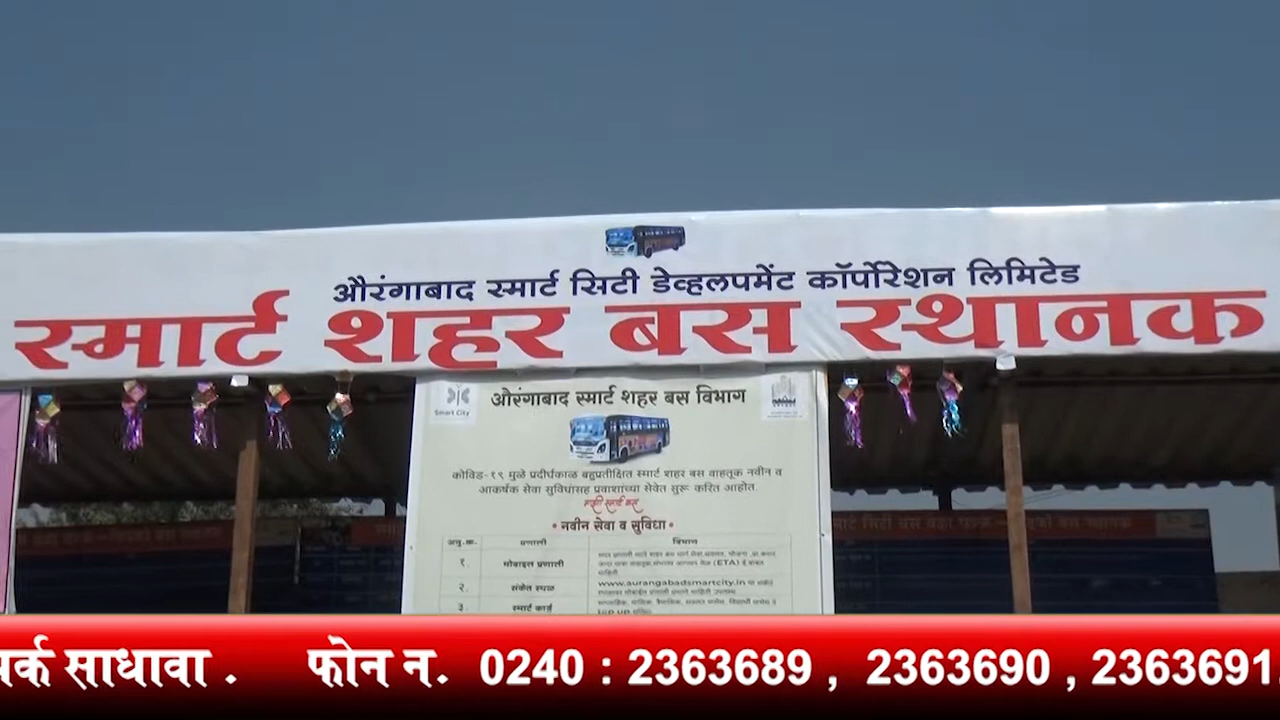 औरंगाबाद स्मार्ट सिटी डेव्हलपमेंट कॉर्पोरेशन लिमिटेड
स्मार्ट शहर बस स्थानक
Smart City
औरंगाबाद स्मार्ट शहर बस विभाग
कोविड-१९ मुळे प्रदीर्घकाळ बहुप्रतीक्षित स्मार्ट शहर बस वाहतूक नवीन व
आकर्षक सेवा सुविधांसह प्रवाशांच्या सेवेत सुरू करित आहोत.
• नवीन सेवा व सुविधा •
अनु.क्र. प्रणाली विधान
१. मोबाइल प्रणाली
(ETA)
२. संकेत स्थळ www.aurangabadsmartcity.in
३. स्मार्ट कार्ड
र्क साधावा . फोन न. 0240 : 2363689 , 2363690 , 2363691,